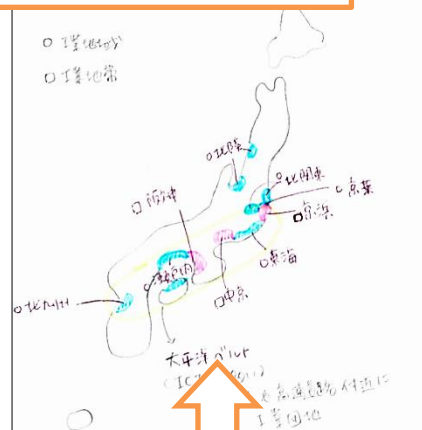 ○ 工業地域
□ 工業地帯
○北陸
○北関東
□阪神
○京葉
□京浜
○瀬戸内
○東海
□中京
○北九州
太平洋ベルト
高速道路付近に
工業団地